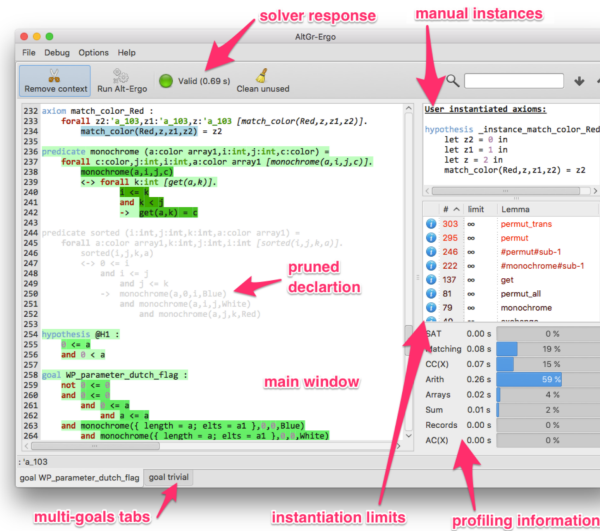 solver response
manual instances
AltGr-Ergo
File Debug Options Help
Remove context
Run Alt-Ergo
Valid (0.69 s)
Clean unused
232 axiom match_color_Red :
233 forall z2:'a_103,z1:'a_103,z:'a_103 [match_color(Red,z,z1,z2)].
234 match_color(Red,z,z1,z2) = z2
235
236 predicate monochrome (a:color array1,i:int,j:int,c:color) =
237 forall c:color,j:int,i:int,a:color array1 [monochrome(a,i,j,c)].
238 monochrome(a,i,j,c)
239 <-> forall k:int [get(a,k)].
240 i <= k
241 and k < j
242 -> get(a,k) = c
243
244 predicate sorted (i:int,j:int,k:int,a:color array1) =
245 forall a:color array1,k:int,j:int,i:int [sorted(i,j,k,a)].
246 sorted(i,j,k,a)
247 <-> 0 <= i
248 and i <= j
249 and j <= k
250 -> monochrome(a,0,i,Blue)
251 and monochrome(a,i,j,White)
252 and monochrome(a,j,k,Red)
253
254 hypothesis @H1 :
255 0 <= a
256 and 0 < a
257
258 goal WP_parameter_dutch_flag :
259 not 0 <= 0
260 and 0 <= 0
261 and 0 <= a
262 and a <= a
263 and monochrome({ length = a; elts = a1 },0,0,Blue)
264 and monochrome({ length = a; elts = a1 },0,0,White)
pruned
declartion
main window
User instantiated axioms:
hypothesis _instance_match_color_Red
let z2 = 0 in
let z1 = 1 in
let z = 2 in
match_color(Red,z,z1,z2) = z2
# limit Lemma
303 ∞ permut_trans
295 ∞ permut
246 ∞ #permut#sub-1
222 ∞ #monochrome#sub-1
137 ∞ get
81 ∞ permut_all
79 ∞ monochrome
SAT 0.00 s 0 %
Matching 0.08 s 19 %
CC(X) 0.07 s 15 %
Arith 0.26 s 59 %
Arrays 0.02 s 4 %
Sum 0.01 s 2 %
Records 0.00 s 0 %
AC(X) 0.00 s 0 %
: 'a_103
goal WP_parameter_dutch_flag
goal trivial
multi-goals tabs
instantiation limits
profiling information